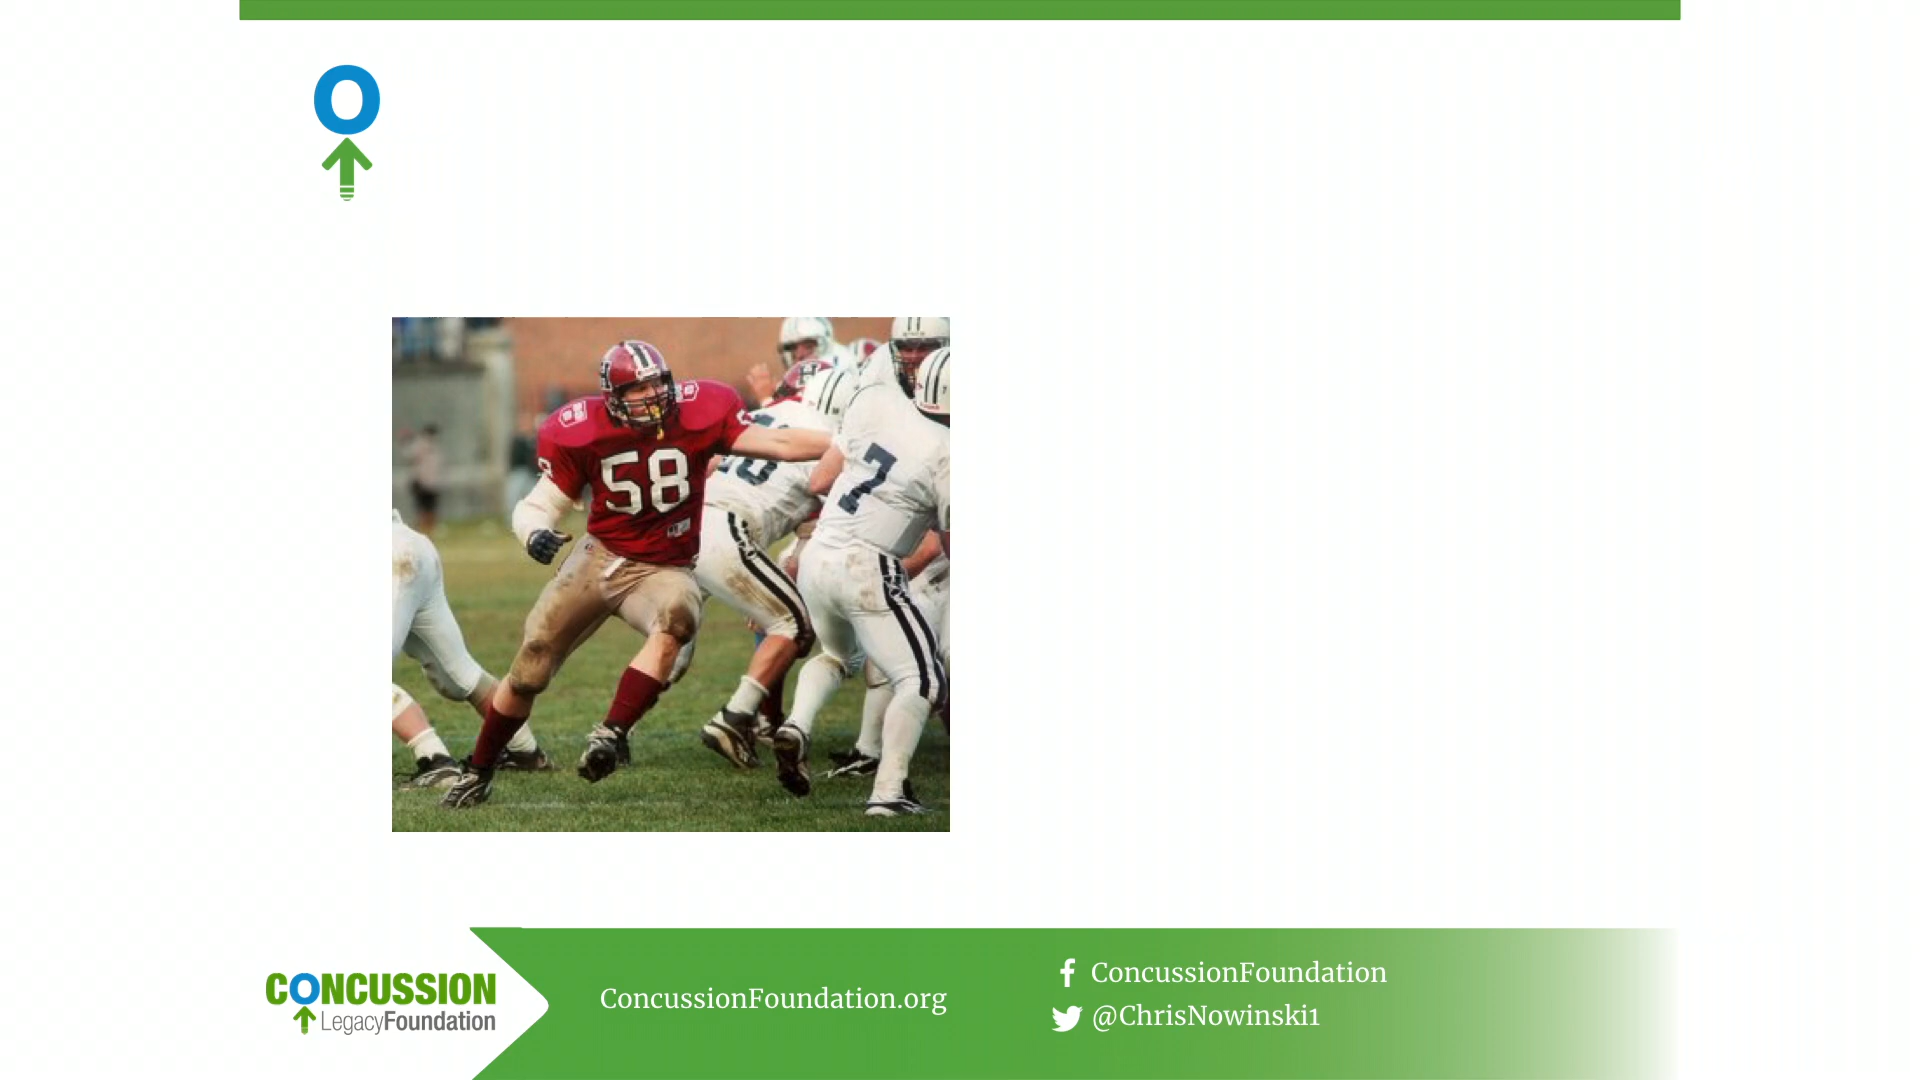 58
7
CONCUSSION
LegacyFoundation
ConcussionFoundation.org
ConcussionFoundation
@ChrisNowinski1